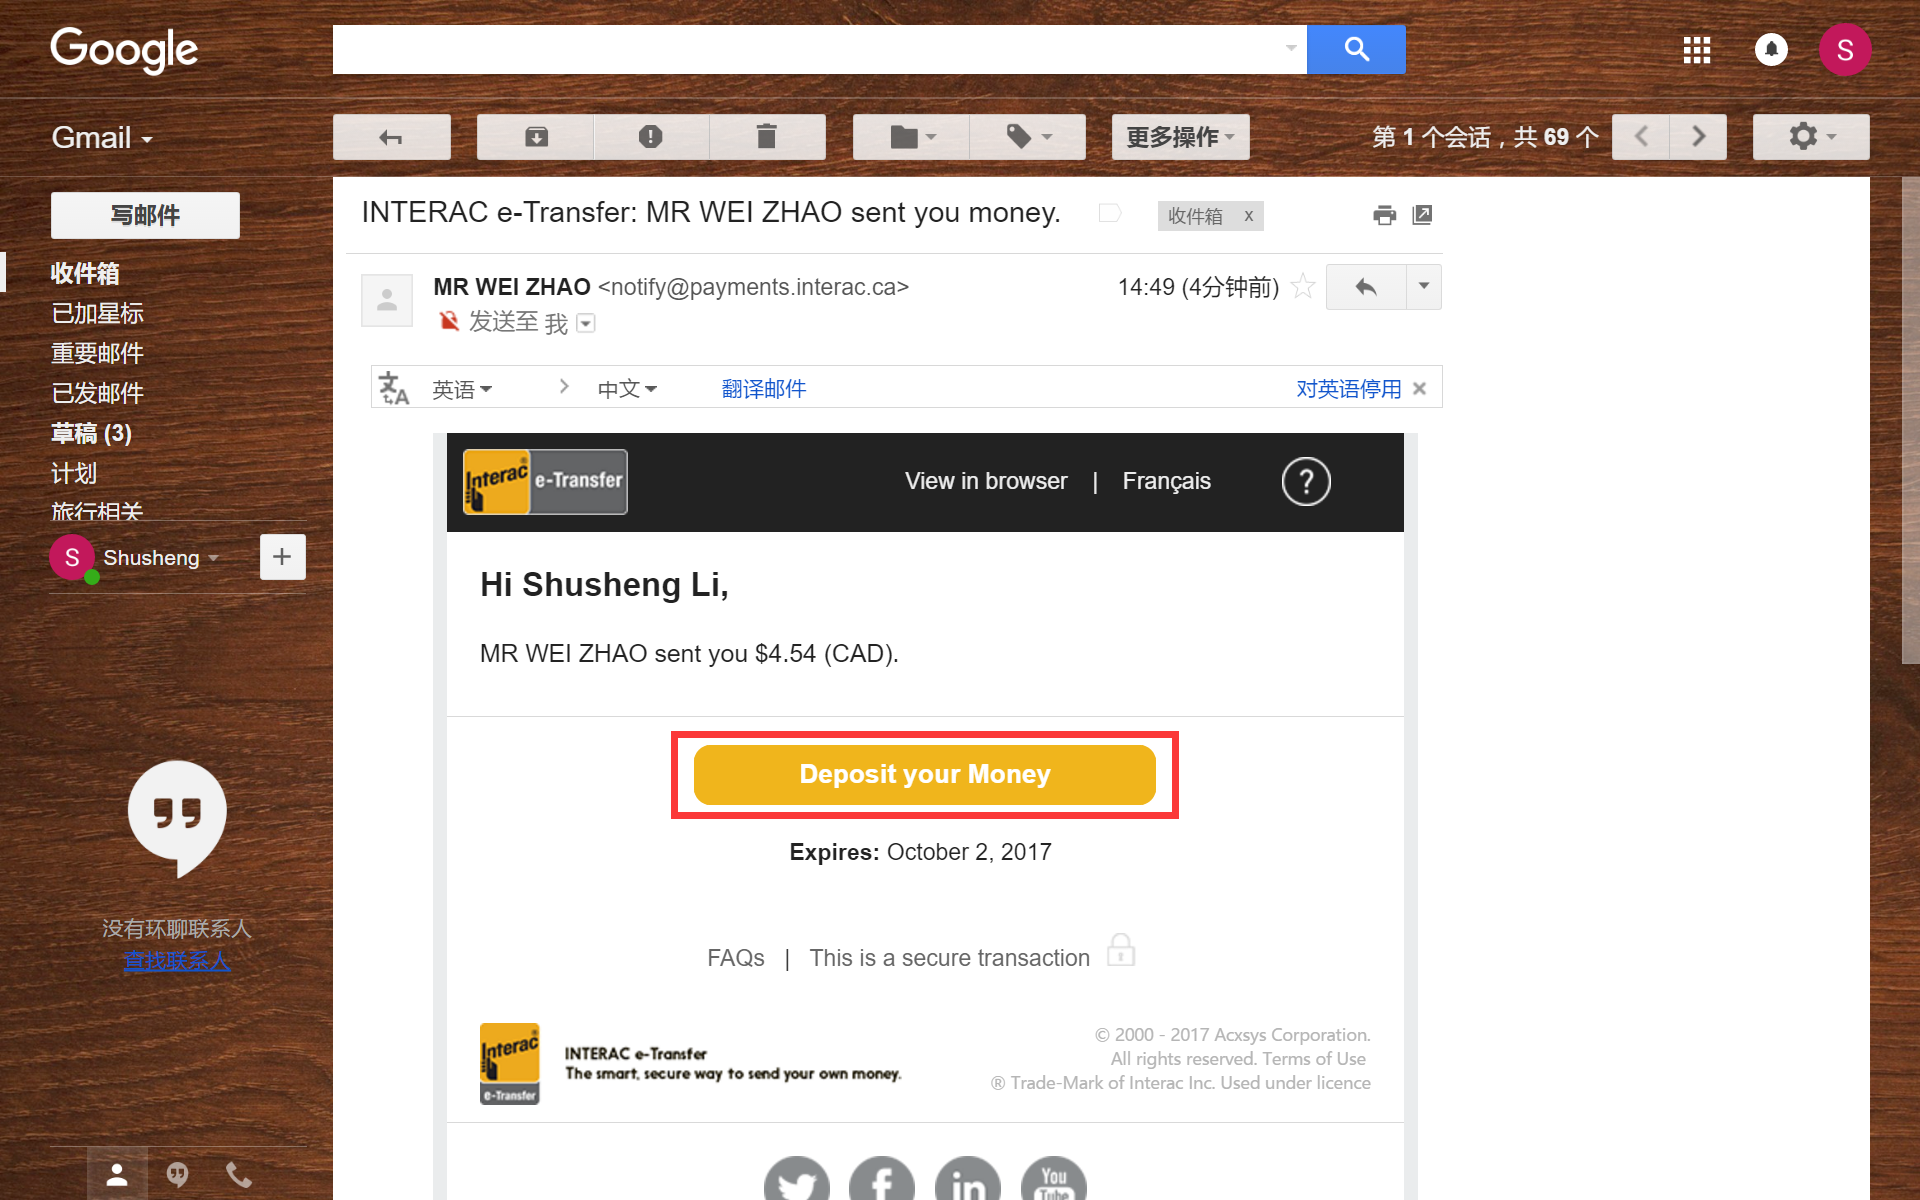 Google
S
Gmail
更多操作
第 1 个会话，共 69 个
写邮件
收件箱
已加星标
重要邮件
已发邮件
草稿 (3)
计划
旅行相关
S Shusheng
没有环聊联系人
查找联系人
INTERAC e-Transfer: MR WEI ZHAO sent you money.
收件箱 x
MR WEI ZHAO <notify@payments.interac.ca>
14:49 (4分钟前)
发送至 我
英语 > 中文 翻译邮件
对英语停用 ×
Interac e-Transfer
View in browser | Français ?
Hi Shusheng Li,
MR WEI ZHAO sent you $4.54 (CAD).
Deposit your Money
Expires: October 2, 2017
FAQs | This is a secure transaction
Interac
e-Transfer
INTERAC e-Transfer
The smart, secure way to send your own money.
© 2000 - 2017 Acxsys Corporation.
All rights reserved. Terms of Use
® Trade-Mark of Interac Inc. Used under licence
f in You Tube